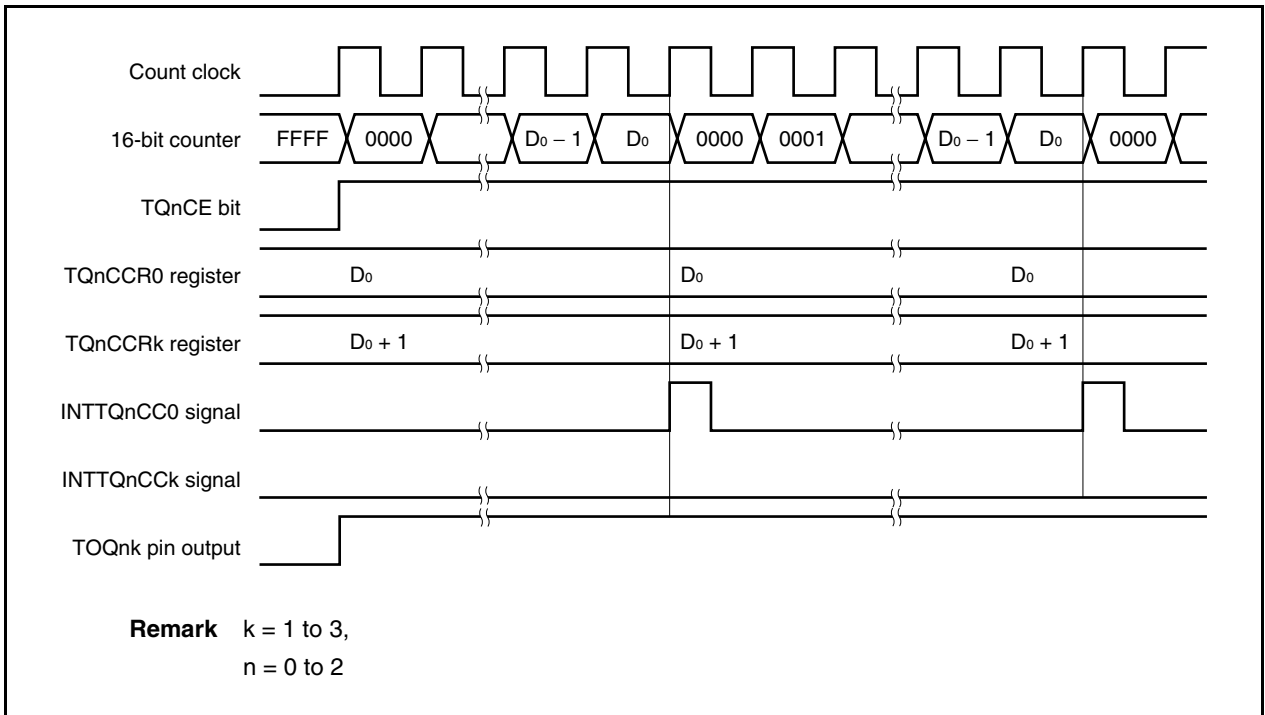 Count clock
16-bit counter FFFF 0000 D0 − 1 D0 0000 0001 D0 − 1 D0 0000
TQnCE bit
TQnCCR0 register D0 D0 D0
TQnCCRk register D0 + 1 D0 + 1 D0 + 1
INTTQnCC0 signal
INTTQnCCk signal
TOQnk pin output
Remark k = 1 to 3,
n = 0 to 2